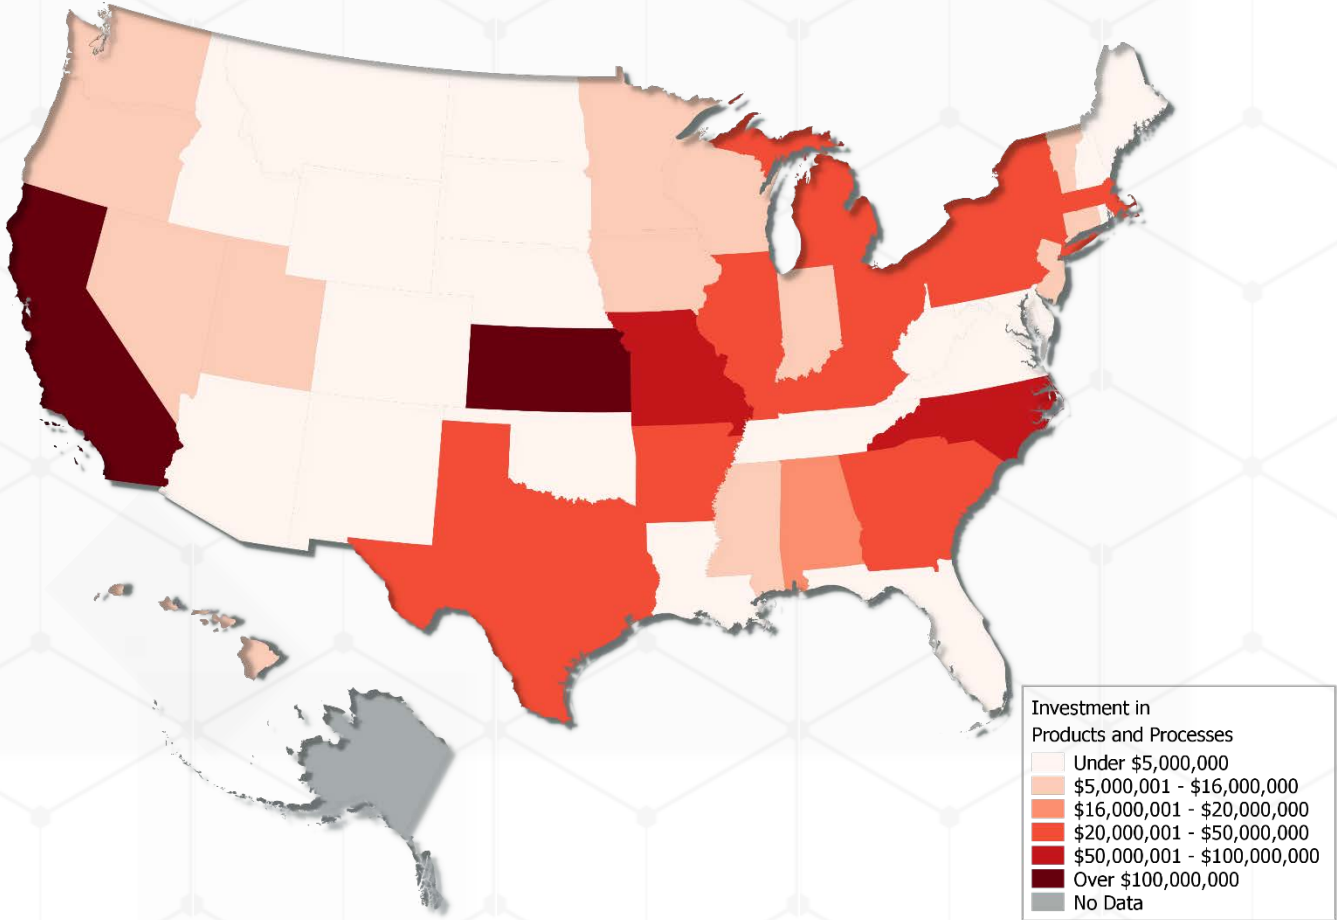 Investment in
Products and Processes
Under $5,000,000
$5,000,001 - $16,000,000
$16,000,001 - $20,000,000
$20,000,001 - $50,000,000
$50,000,001 - $100,000,000
Over $100,000,000
No Data